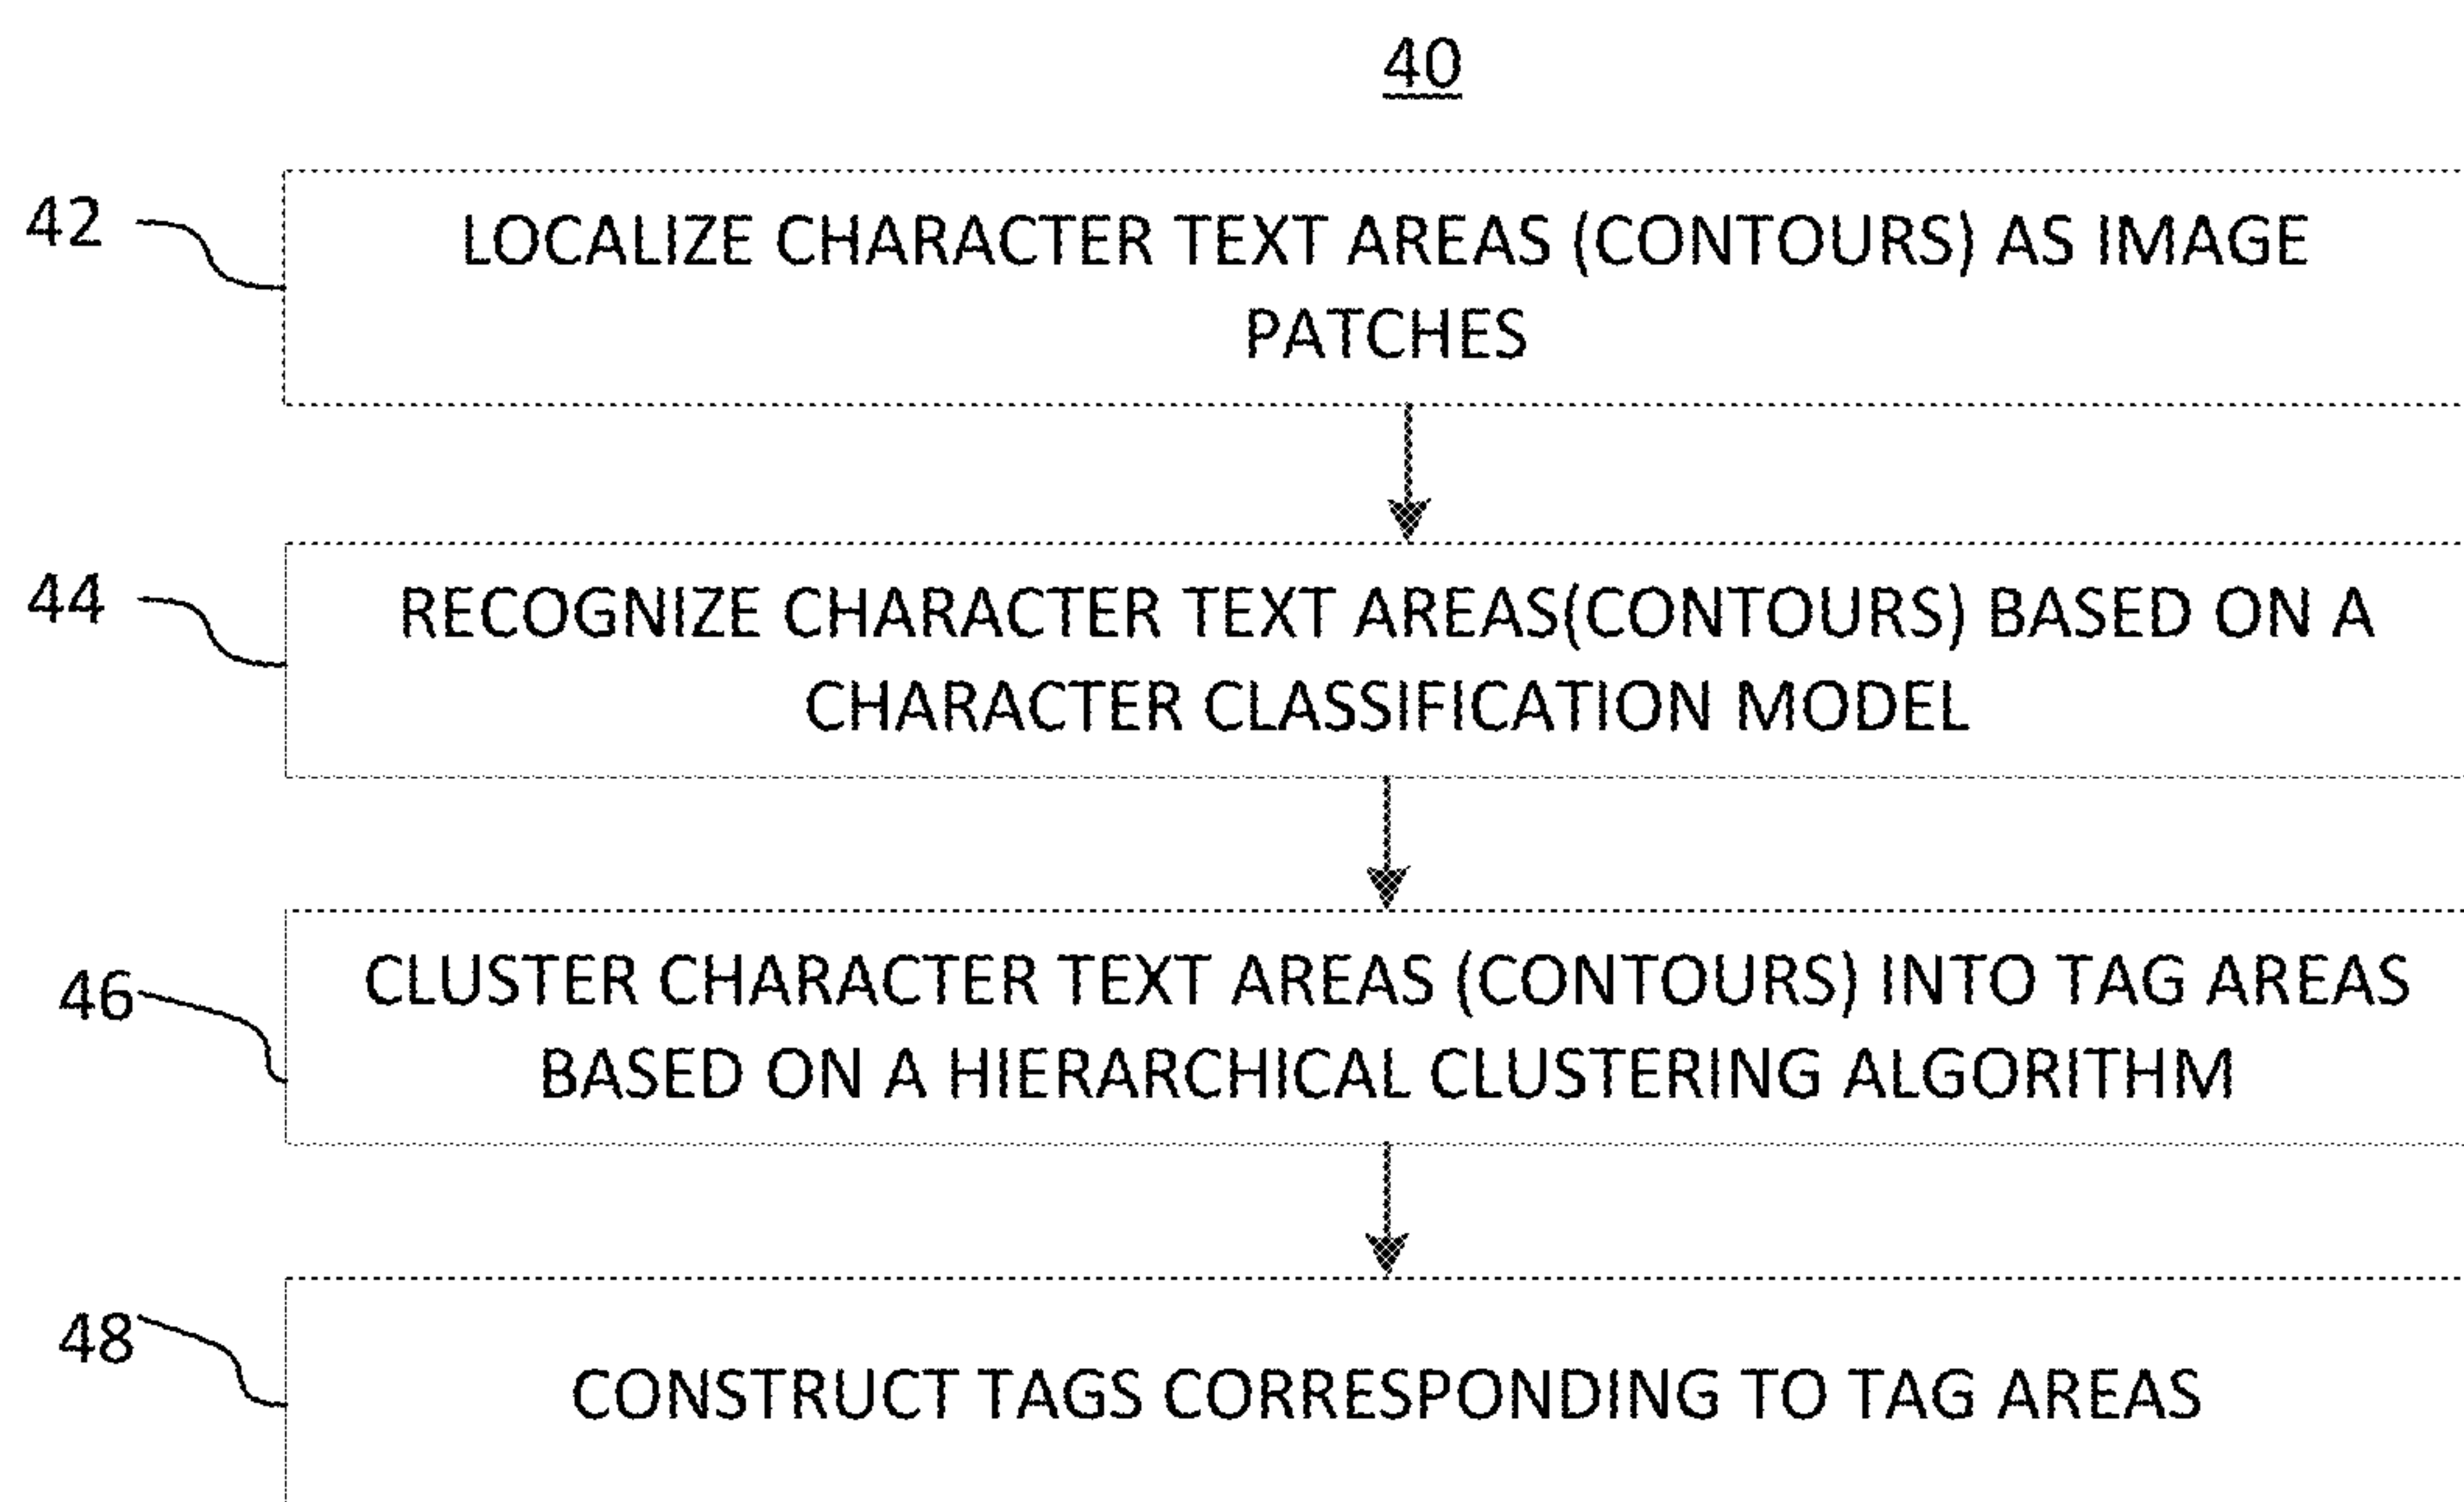 40
42
LOCALIZE CHARACTER TEXT AREAS (CONTOURS) AS IMAGE
PATCHES
44
RECOGNIZE CHARACTER TEXT AREAS(CONTOURS) BASED ON A
CHARACTER CLASSIFICATION MODEL
46
CLUSTER CHARACTER TEXT AREAS (CONTOURS) INTO TAG AREAS
BASED ON A HIERARCHICAL CLUSTERING ALGORITHM
48
CONSTRUCT TAGS CORRESPONDING TO TAG AREAS